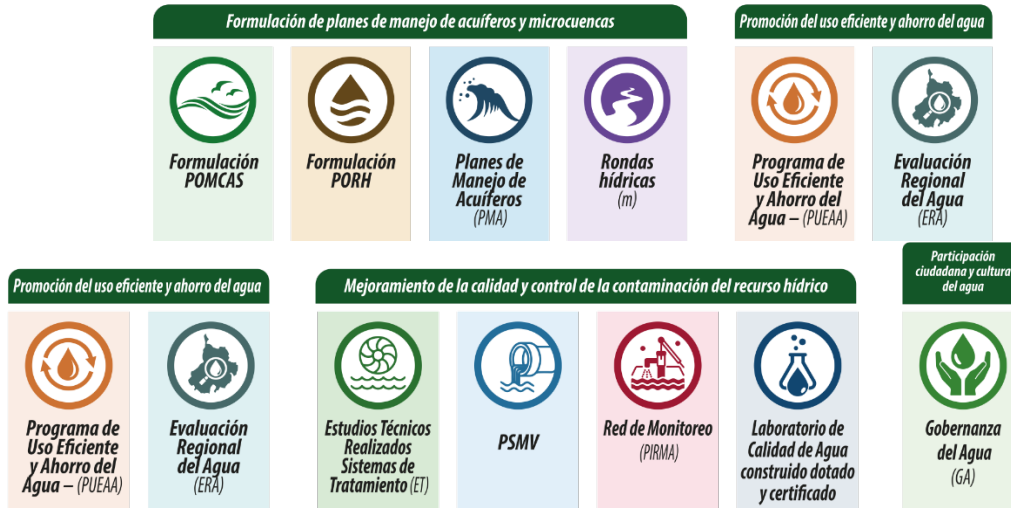 Formulación de planes de manejo de acuíferos y microcuencas
Promoción del uso eficiente y ahorro del agua
Formulación
POMCAS
Formulación
PORH
Planes de
Manejo de
Acuíferos
(PMA)
Rondas
hídricas
(m)
Programa de
Uso Eficiente
y Ahorro del
Agua – (PUEAA)
Evaluación
Regional
del Agua
(ERA)
Promoción del uso eficiente y ahorro del agua
Mejoramiento de la calidad y control de la contaminación del recurso hídrico
Participación
ciudadana y cultura
del agua
Programa de
Uso Eficiente
y Ahorro del
Agua – (PUEAA)
Evaluación
Regional
del Agua
(ERA)
Estudios Técnicos
Realizados
Sistemas de
Tratamiento (ET)
PSMV
Red de Monitoreo
(PIRMA)
Laboratorio de
Calidad de Agua
construido dotado
y certificado
Gobernanza
del Agua
(GA)